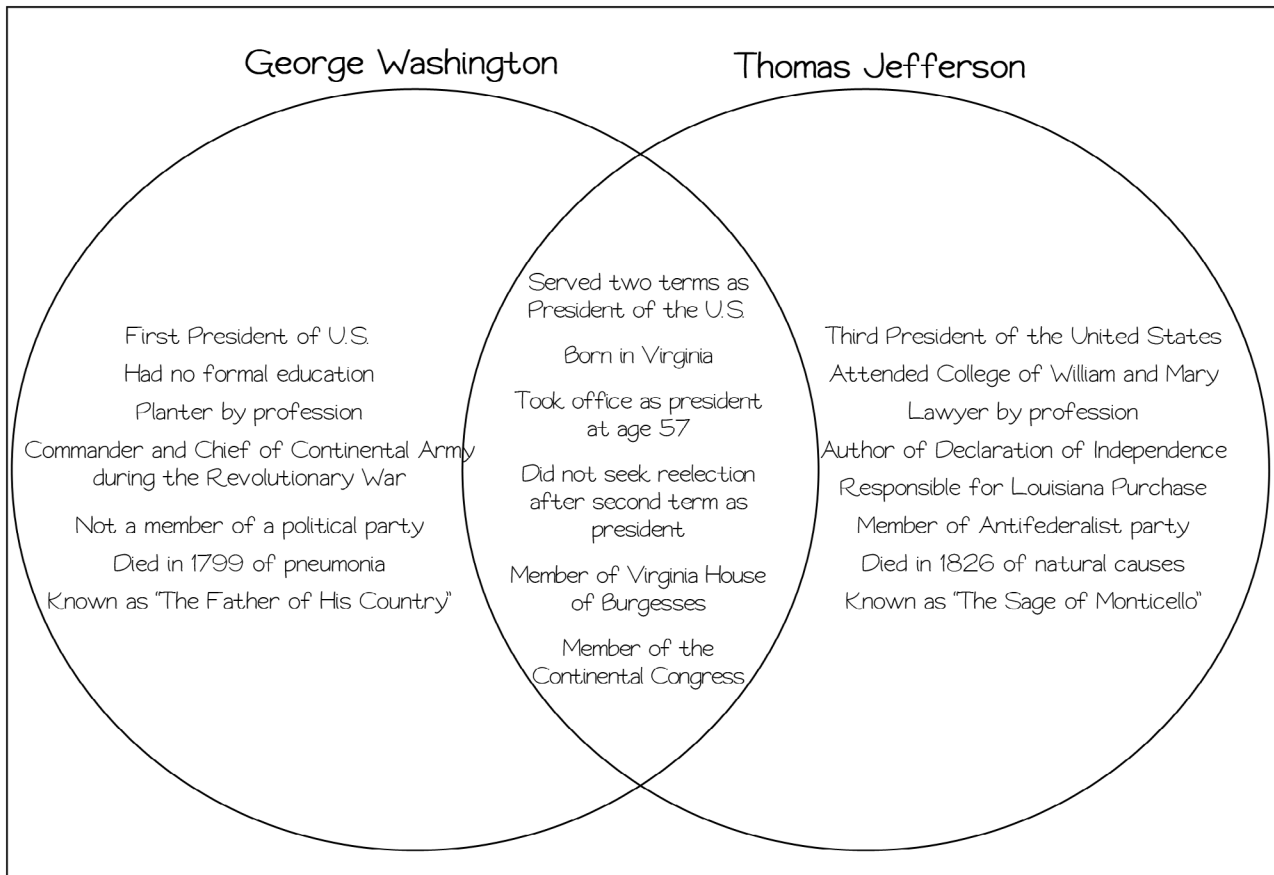 George Washington
Thomas Jefferson
First President of U.S.
Had no formal education
Planter by profession
Commander and Chief of Continental Army
during the Revolutionary War
Not a member of a political party
Died in 1799 of pneumonia
Known as "The Father of His Country"
Served two terms as
President of the U.S.
Born in Virginia
Took office as president
at age 57
Did not seek reelection
after second term as
president
Member of Virginia House
of Burgesses
Member of the
Continental Congress
Third President of the United States
Attended College of William and Mary
Lawyer by profession
Author of Declaration of Independence
Responsible for Louisiana Purchase
Member of Antifederalist party
Died in 1826 of natural causes
Known as "The Sage of Monticello"